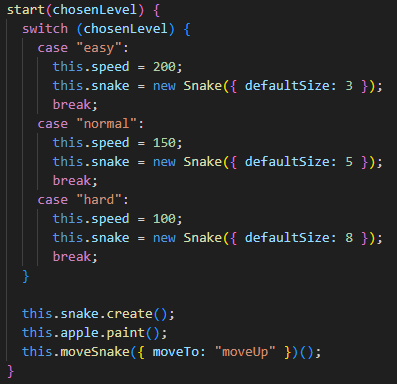 start(chosenLevel) {
  switch (chosenLevel) {
    case "easy":
      this.speed = 200;
      this.snake = new Snake({ defaultSize: 3 });
      break;
    case "normal":
      this.speed = 150;
      this.snake = new Snake({ defaultSize: 5 });
      break;
    case "hard":
      this.speed = 100;
      this.snake = new Snake({ defaultSize: 8 });
      break;
  }

  this.snake.create();
  this.apple.paint();
  this.moveSnake({ moveTo: "moveUp" })();
}